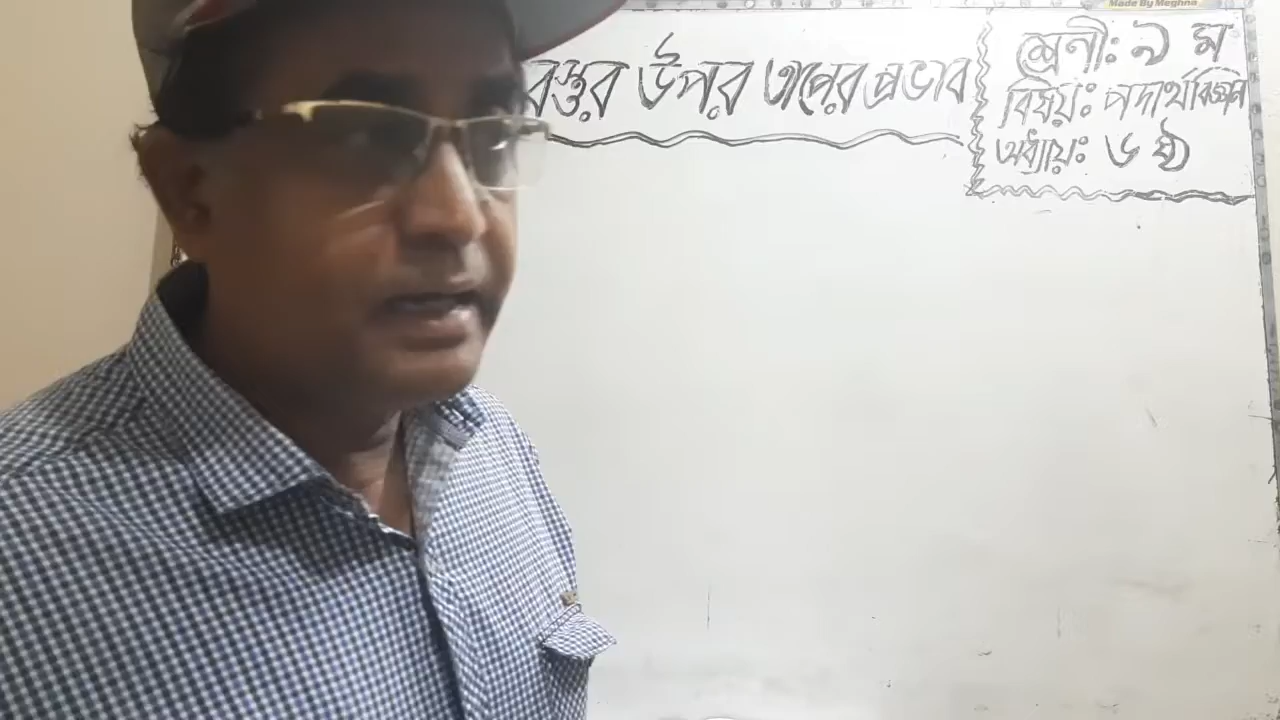 Made By Meghna
বস্তুর উপর তাপের প্রভাব
শ্রেনী: ৯ ম
বিষয়: পদার্থবিজ্ঞান
অধ্যায়: ৬ ষ্ঠ